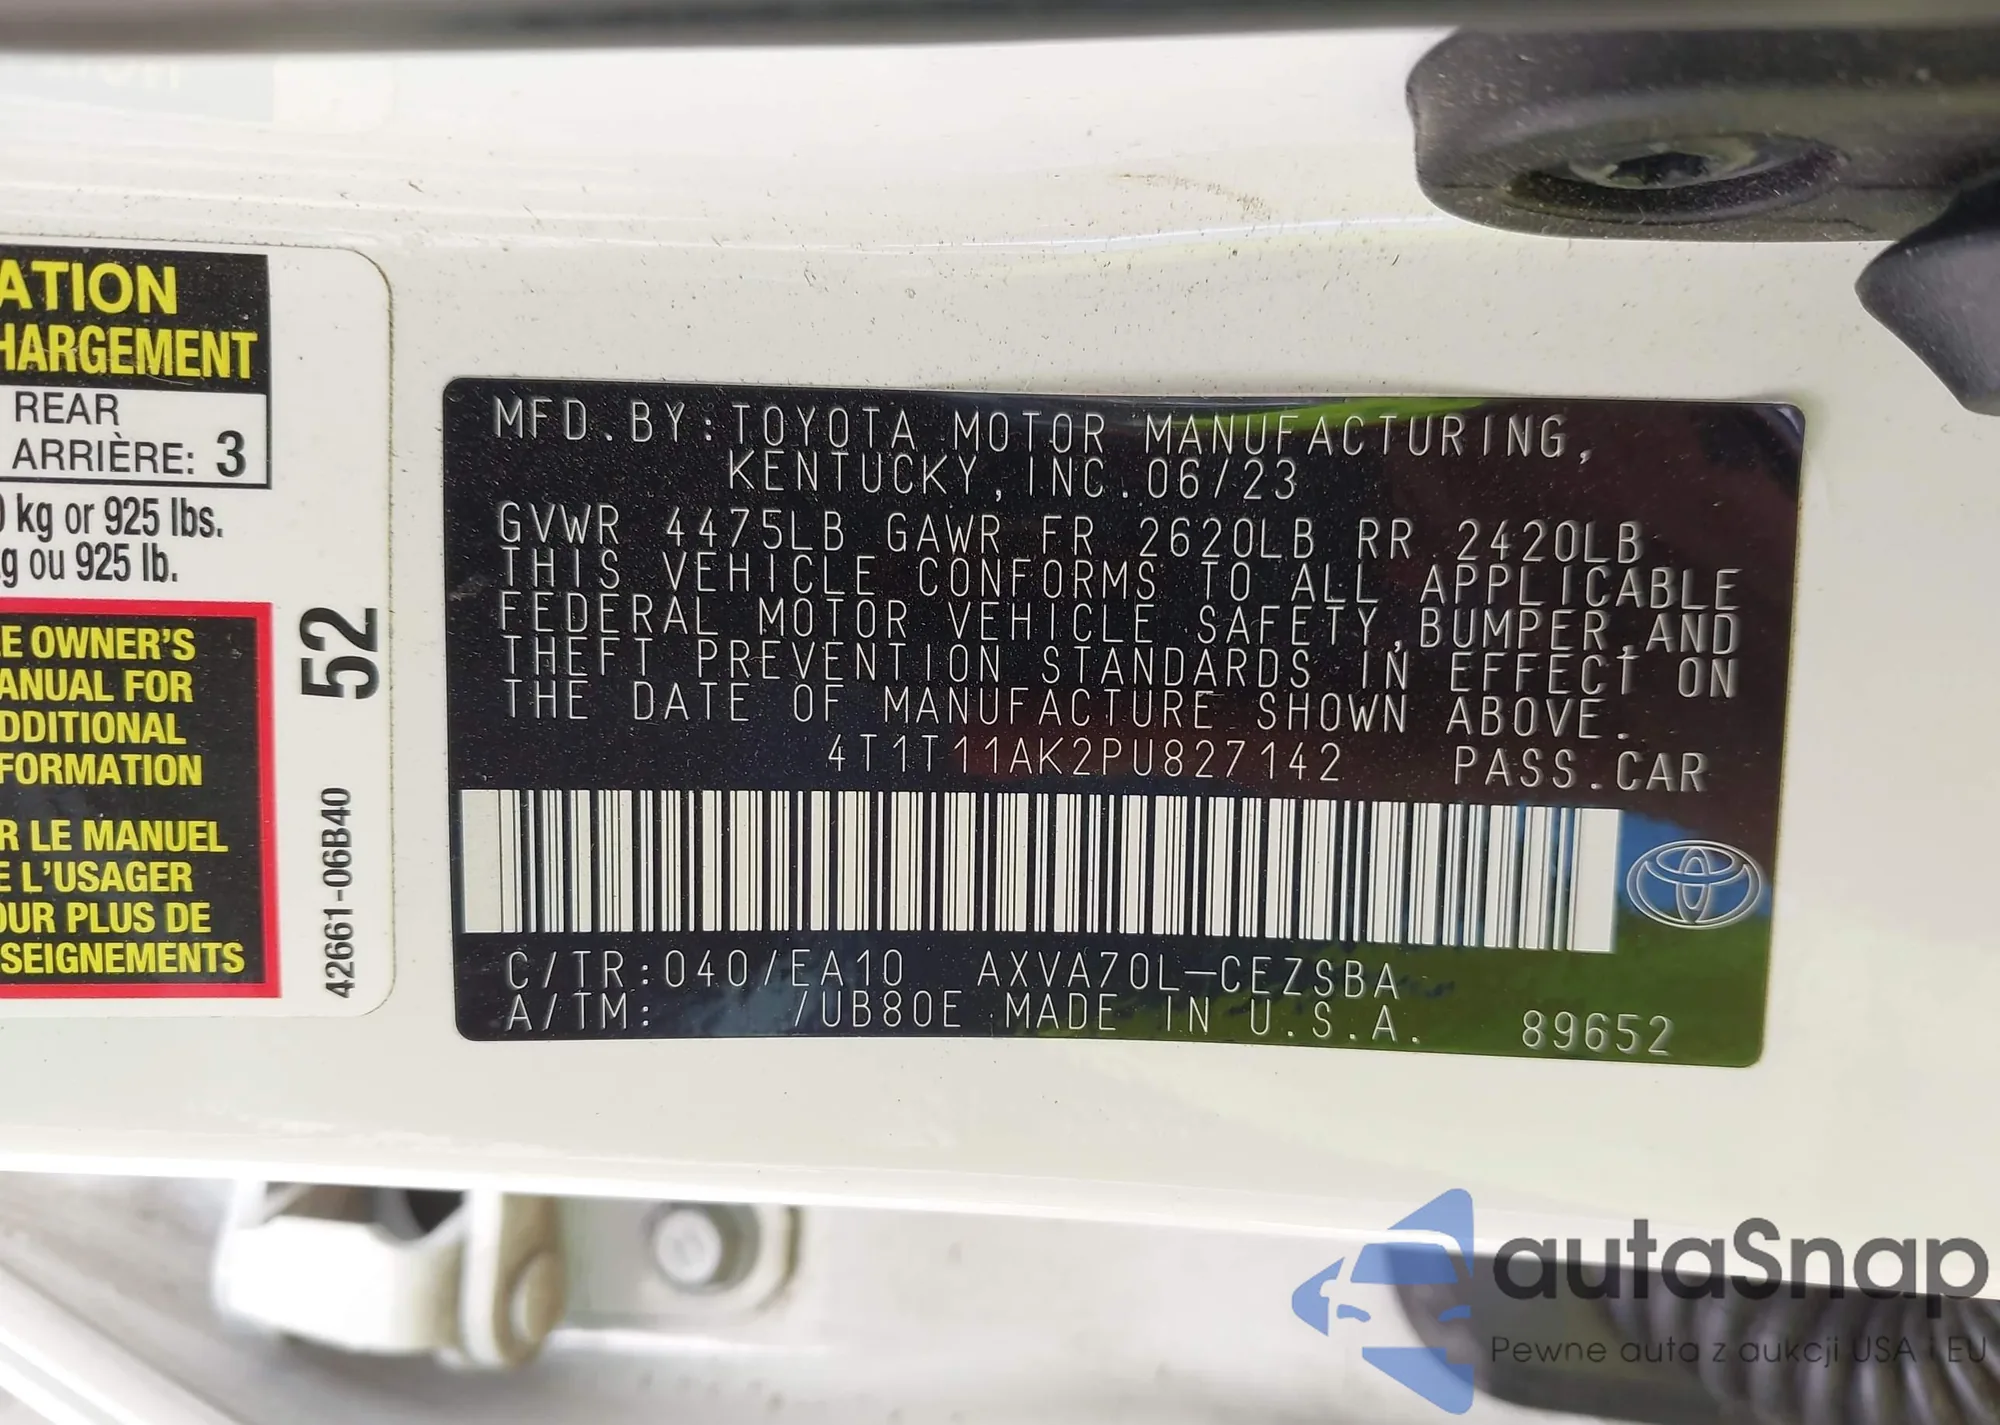 ATION
HARGEMENT
REAR
ARRIÈRE: 3
kg or 925 lbs.
g ou 925 lb.
E OWNER'S
ANUAL FOR
DDITIONAL
FORMATION
R LE MANUEL
E L'USAGER
OUR PLUS DE
SEIGNEMENTS
52
42661-06B40
MFD.BY:TOYOTA MOTOR MANUFACTURING,
KENTUCKY,INC.06/23
GVWR 4475LB GAWR FR 2620LB RR 2420LB
THIS VEHICLE CONFORMS TO ALL APPLICABLE
FEDERAL MOTOR VEHICLE SAFETY,BUMPER,AND
THEFT PREVENTION STANDARDS IN EFFECT ON
THE DATE OF MANUFACTURE SHOWN ABOVE.
4T1T11AK2PU827142 PASS.CAR
C/TR:040/EA10 AXVA70L-CEZSBA
A/TM: /UB80E MADE IN U.S.A. 89652
autaSnap
Pewne auta z aukcji USA i EU